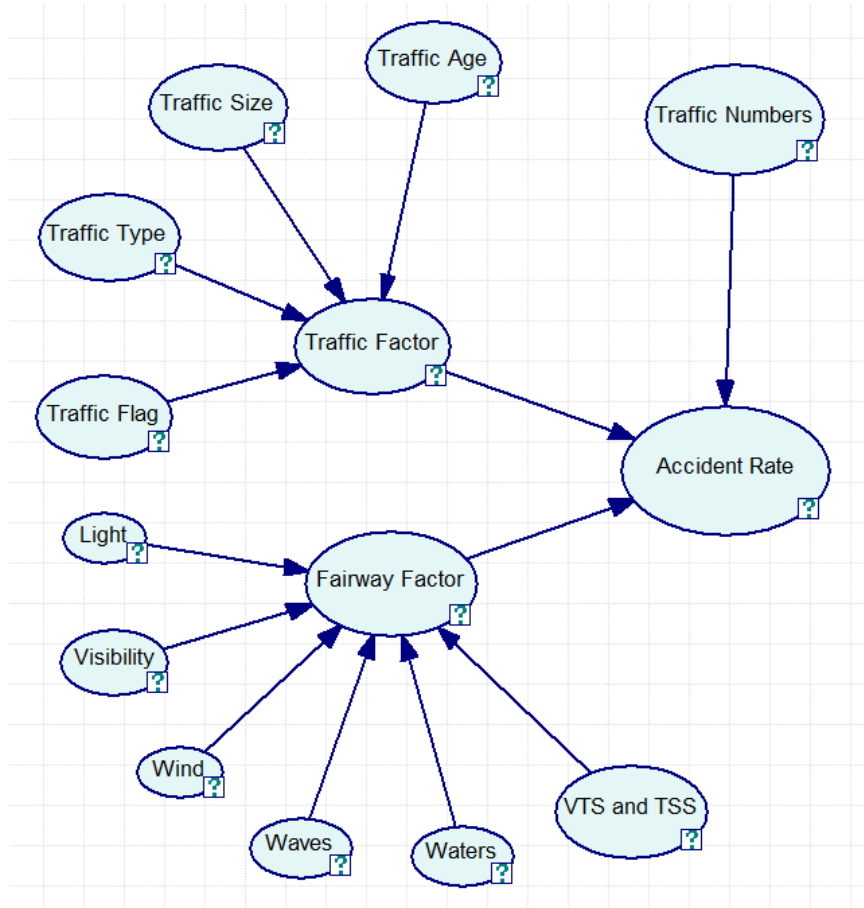 Traffic Age
?
Traffic Size
?
Traffic Numbers
?
Traffic Type
?
Traffic Factor
?
Traffic Flag
?
Accident Rate
?
Light
?
Fairway Factor
?
Visibility
?
Wind
?
VTS and TSS
?
Waves
?
Waters
?